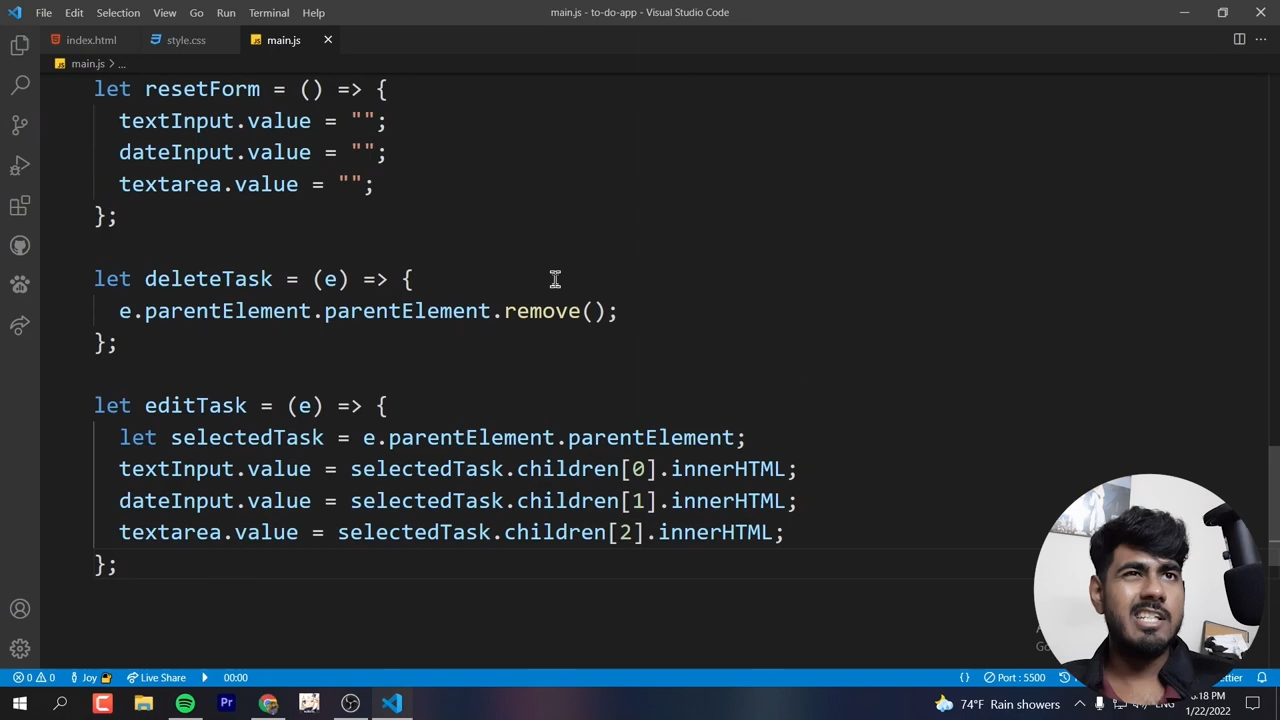 File Edit Selection View Go Run Terminal Help
main.js - to-do-app - Visual Studio Code
index.html
style.css
main.js
main.js > ...
let resetForm = () => {
textInput.value = "";
dateInput.value = "";
textarea.value = "";
};
let deleteTask = (e) => {
e.parentElement.parentElement.remove();
};
let editTask = (e) => {
let selectedTask = e.parentElement.parentElement;
textInput.value = selectedTask.children[0].innerHTML;
dateInput.value = selectedTask.children[1].innerHTML;
textarea.value = selectedTask.children[2].innerHTML;
};
0 0 Joy Live Share 00:00 {} Port : 5500
74°F Rain showers
1/22/2022